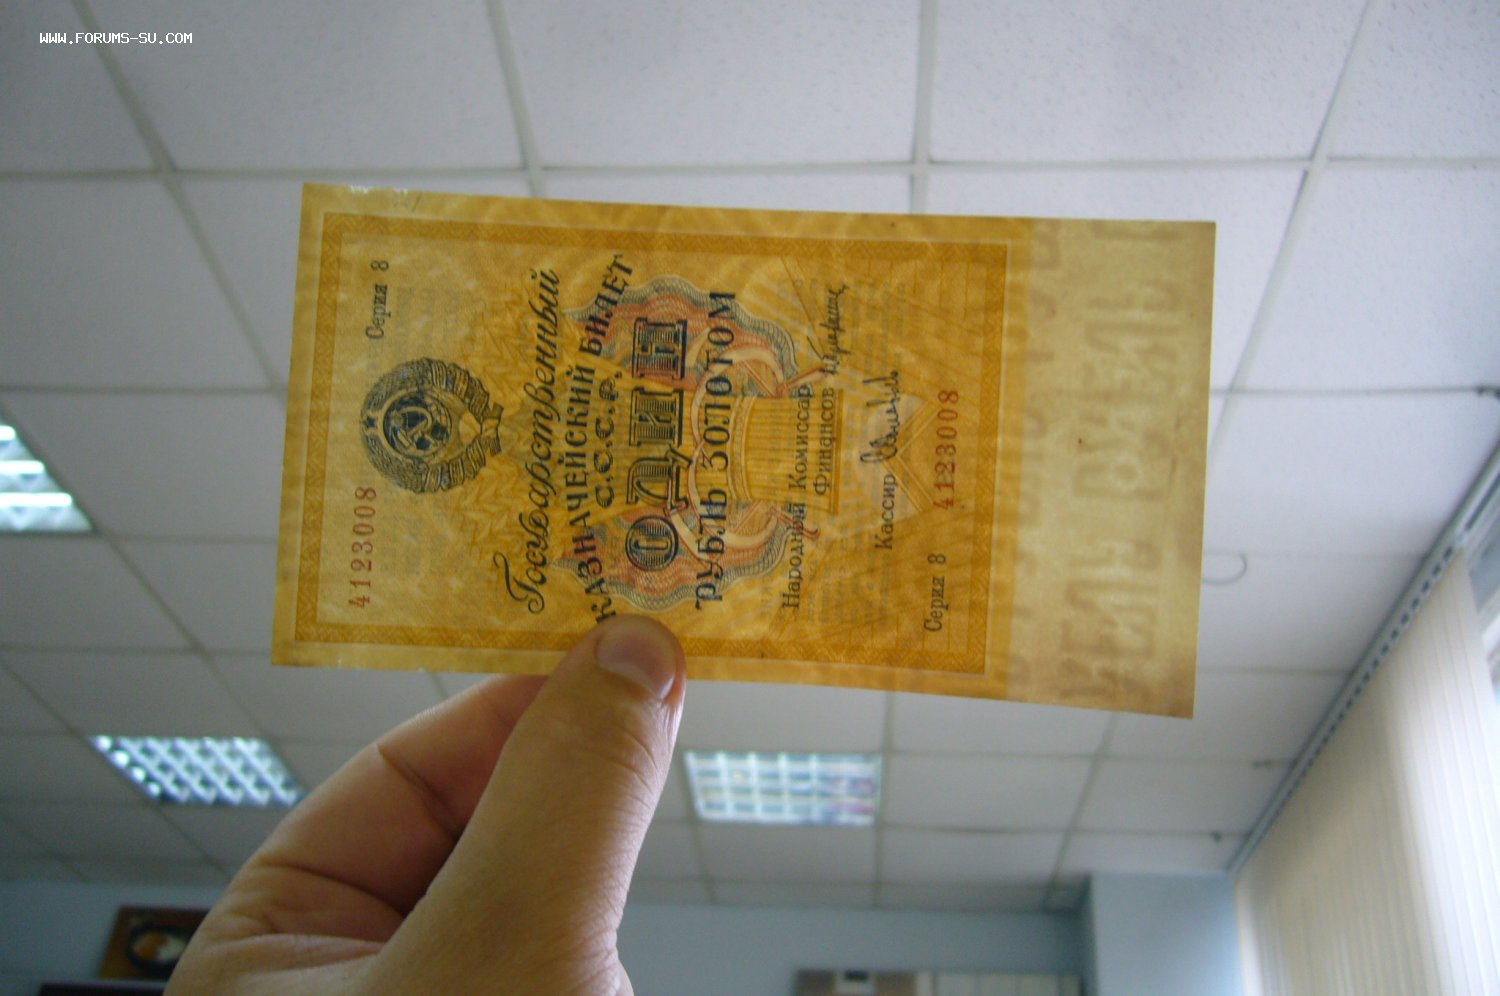 WWW.FORUMS-SU.COM
Серия 8
4123008
Государственный
КАЗНАЧЕЙСКИЙ БИЛЕТ
С.С.С.Р.
ОДИН
РУБЛЬ ЗОЛОТОМ
Народный Комиссар
Финансов
Кассир
4123008
Серия 8